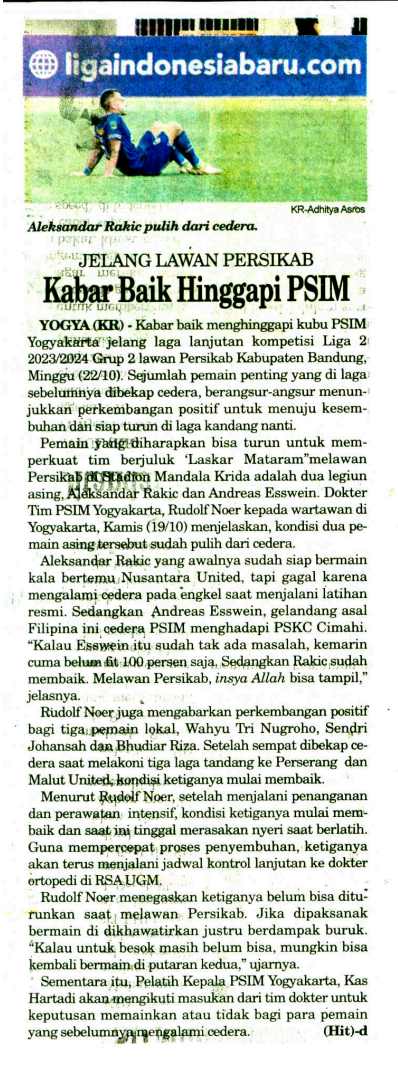 ligaindonesiabaru.com
KR-Adhitya Asros
Aleksandar Rakic pulih dari cedera.
JELANG LAWAN PERSIKAB
Kabar Baik Hinggapi PSIM
YOGYA (KR) - Kabar baik menghinggapi kubu PSIM
Yogyakarta jelang laga lanjutan kompetisi Liga 2
2023/2024 Grup 2 lawan Persikab Kabupaten Bandung,
Minggu (22/10). Sejumlah pemain penting yang di laga
sebelumnya dibekap cedera, berangsur-angsur menun-
jukkan perkembangan positif untuk menuju kesem-
buhan dan siap turun di laga kandang nanti.
Pemain yang diharapkan bisa turun untuk mem-
perkuat tim berjuluk 'Laskar Mataram"melawan
Persikab di Stadion Mandala Krida adalah dua legiun
asing, Aleksandar Rakic dan Andreas Esswein. Dokter
Tim PSIM Yogyakarta, Rudolf Noer kepada wartawan di
Yogyakarta, Kamis (19/10) menjelaskan, kondisi dua pe-
main asing tersebut sudah pulih dari cedera.
Aleksandar Rakic yang awalnya sudah siap bermain
kala bertemu Nusantara United, tapi gagal karena
mengalami cedera pada engkel saat menjalani latihan
resmi. Sedangkan Andreas Esswein, gelandang asal
Filipina ini cedera PSIM menghadapi PSKC Cimahi.
"Kalau Esswein itu sudah tak ada masalah, kemarin
cuma belum fit 100 persen saja. Sedangkan Rakic sudah
membaik. Melawan Persikab, insya Allah bisa tampil,"
jelasnya.
Rudolf Noer juga mengabarkan perkembangan positif
bagi tiga pemain lokal, Wahyu Tri Nugroho, Sendri
Johansah dan Bhudiar Riza. Setelah sempat dibekap ce-
dera saat melakoni tiga laga tandang ke Perserang dan
Malut United, kondisi ketiganya mulai membaik.
Menurut Rudolf Noer, setelah menjalani penanganan
dan perawatan intensif, kondisi ketiganya mulai mem-
baik dan saat ini tinggal merasakan nyeri saat berlatih.
Guna mempercepat proses penyembuhan, ketiganya
akan terus menjalani jadwal kontrol lanjutan ke dokter
ortopedi di RSA UGM.
Rudolf Noer menegaskan ketiganya belum bisa ditu-
runkan saat melawan Persikab. Jika dipaksanak
bermain di dikhawatirkan justru berdampak buruk.
"Kalau untuk besok masih belum bisa, mungkin bisa
kembali bermain di putaran kedua," ujarnya.
Sementara itu, Pelatih Kepala PSIM Yogyakarta, Kas
Hartadi akan mengikuti masukan dari tim dokter untuk
keputusan memainkan atau tidak bagi para pemain
yang sebelumnya mengalami cedera. (Hit)-d